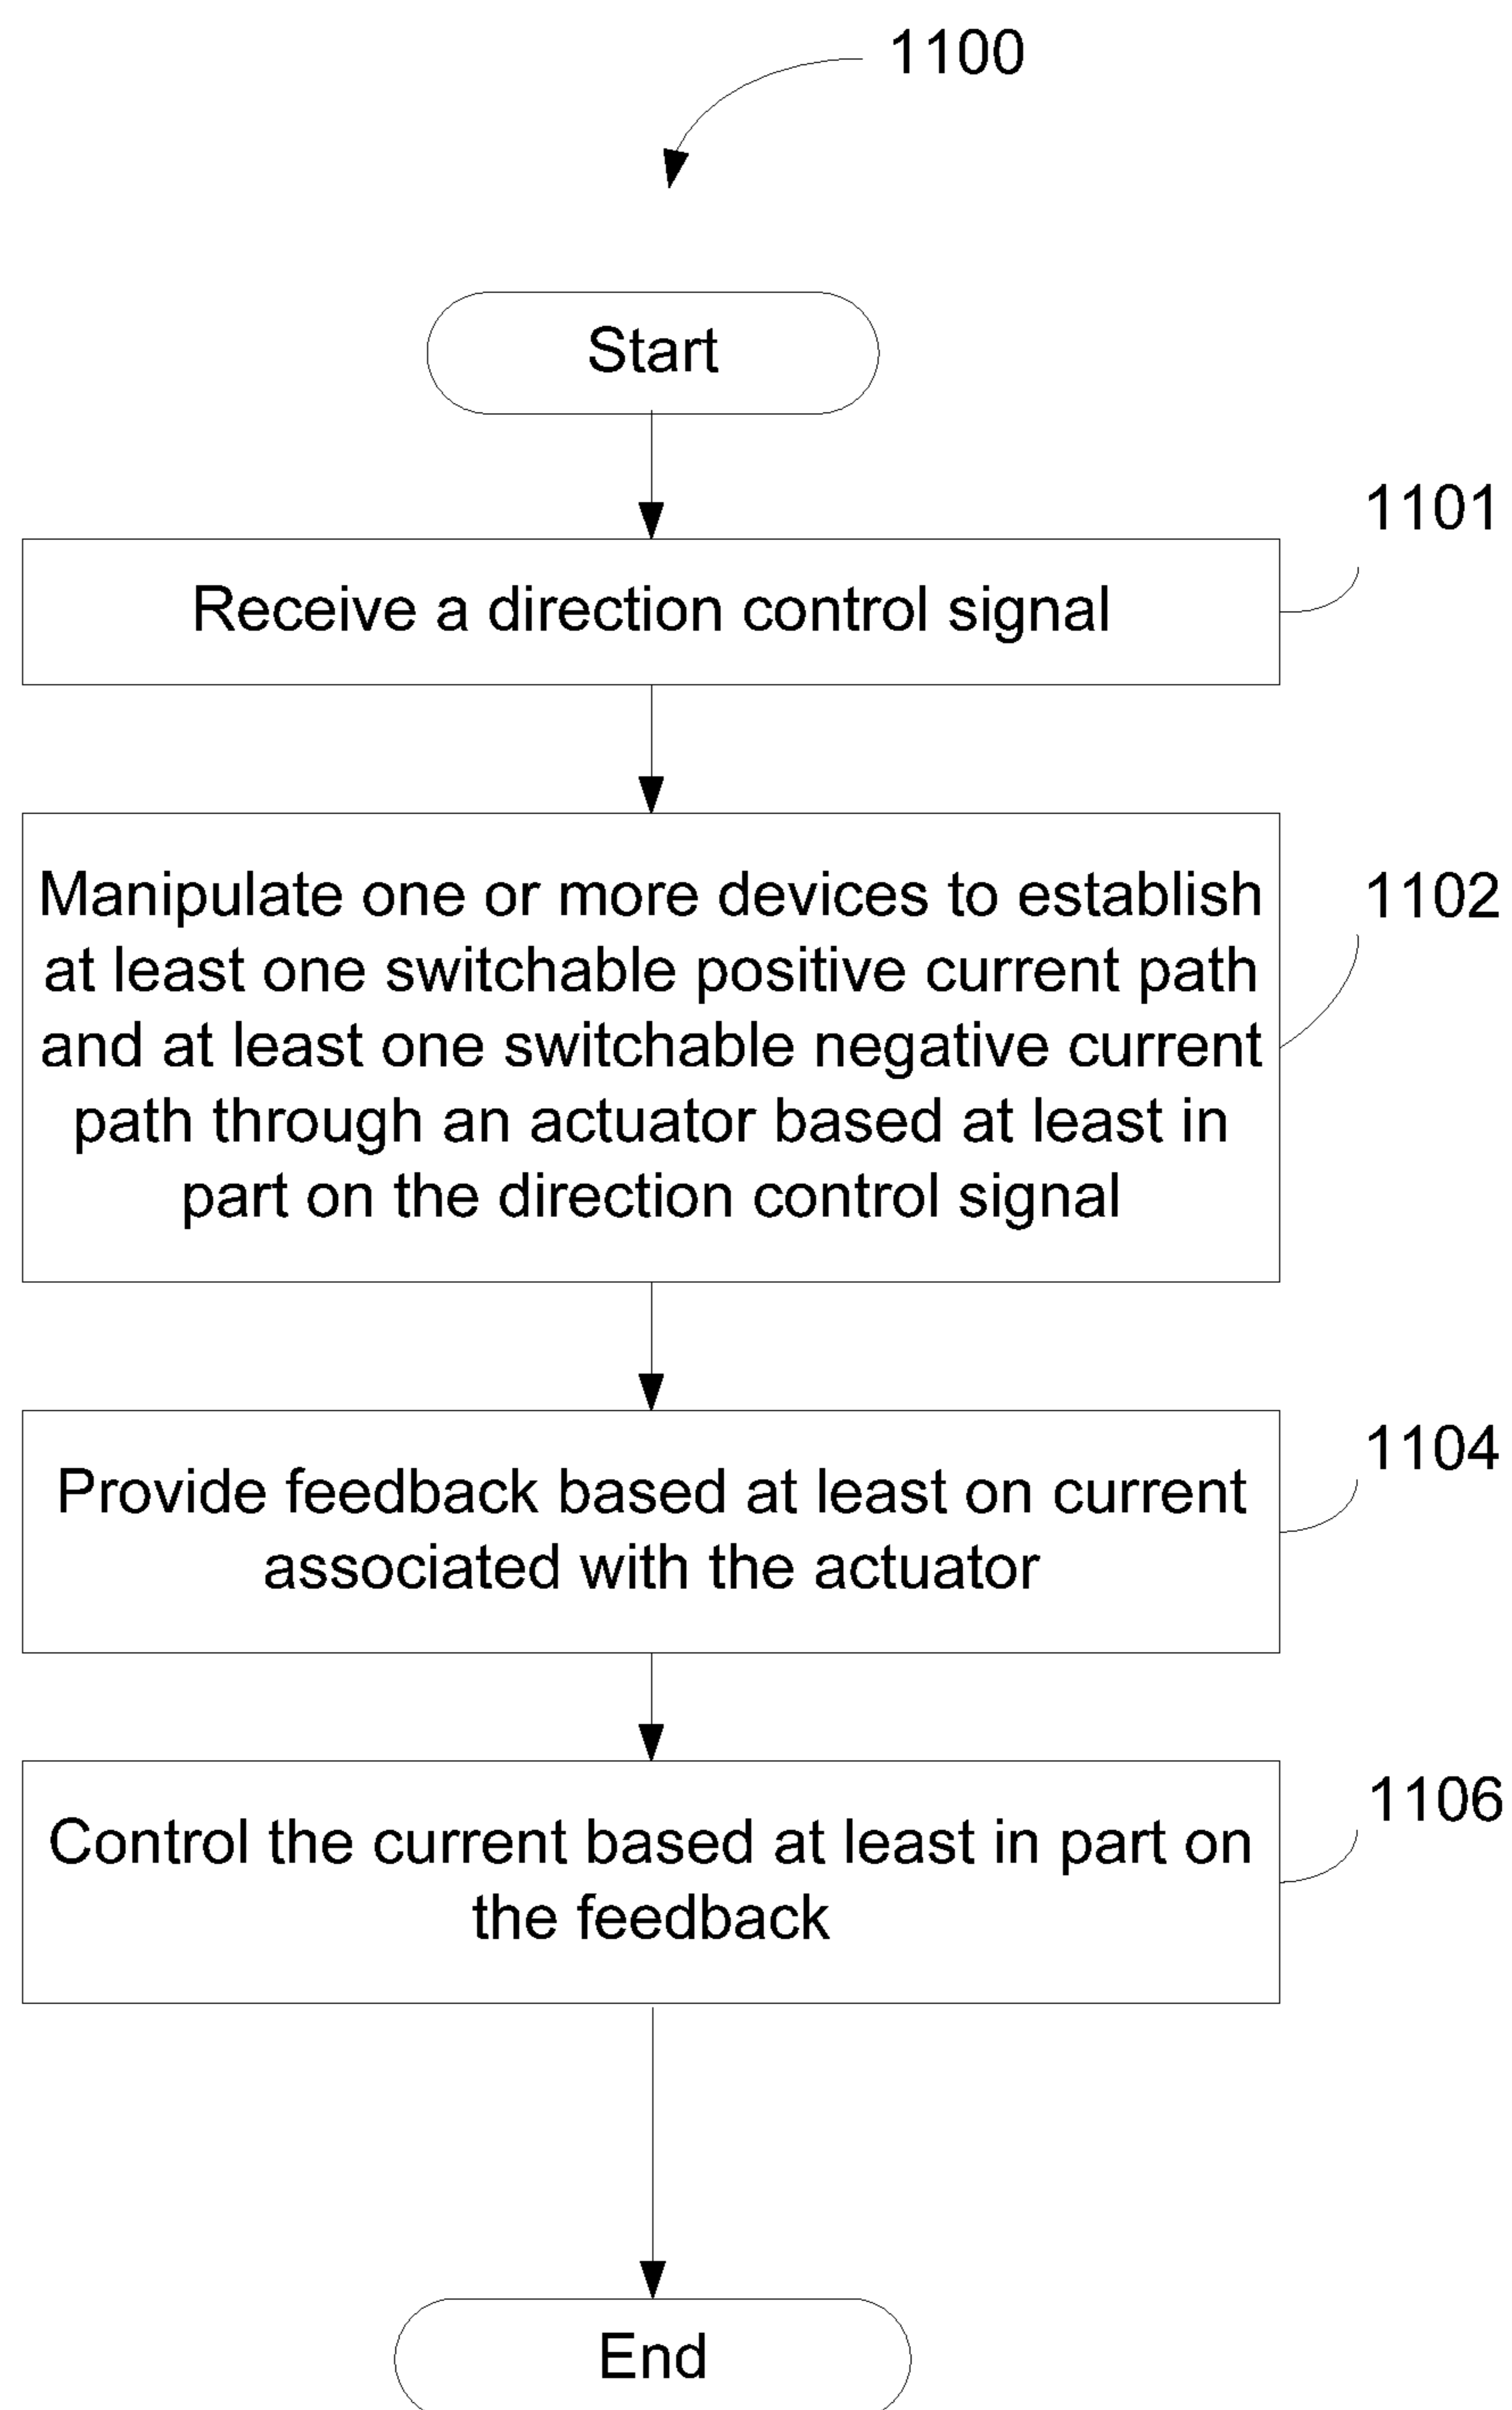 1100
Start
1101
Receive a direction control signal
1102
Manipulate one or more devices to establish
at least one switchable positive current path
and at least one switchable negative current
path through an actuator based at least in
part on the direction control signal
1104
Provide feedback based at least on current
associated with the actuator
1106
Control the current based at least in part on
the feedback
End